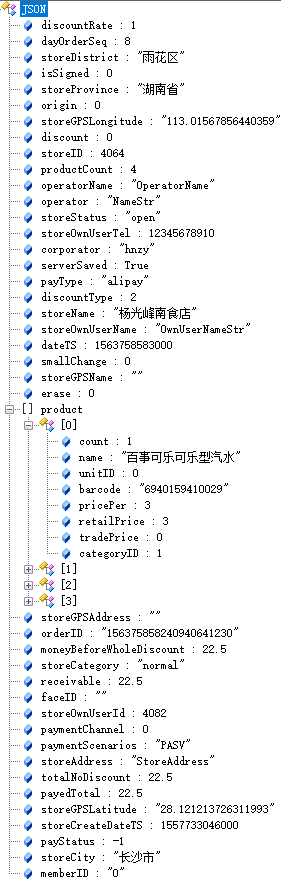 JSON
discountRate : 1
dayOrderSeq : 8
storeDistrict : "雨花区"
isSigned : 0
storeProvince : "湖南省"
origin : 0
storeGPSLongitude : "113.01567856440359"
discount : 0
storeID : 4064
productCount : 4
operatorName : "OperatorName"
operator : "NameStr"
storeStatus : "open"
storeOwnUserTel : 12345678910
corporator : "hnzy"
serverSaved : True
payType : "alipay"
discountType : 2
storeName : "杨光峰南食店"
storeOwnUserName : "OwnUserNameStr"
dateTS : 1563758583000
smallChange : 0
storeGPSName : ""
erase : 0
[] product
[0]
count : 1
name : "百事可乐可乐型汽水"
unitID : 0
barcode : "6940159410029"
pricePer : 3
retailPrice : 3
tradePrice : 0
categoryID : 1
[1]
[2]
[3]
storeGPSAddress : ""
orderID : "156375858240940641230"
moneyBeforeWholeDiscount : 22.5
storeCategory : "normal"
receivable : 22.5
faceID : ""
storeOwnUserId : 4082
paymentChannel : 0
paymentScenarios : "PASV"
storeAddress : "StoreAddress"
totalNoDiscount : 22.5
payedTotal : 22.5
storeGPSLatitude : "28.121213726311993"
storeCreateDateTS : 1557733046000
payStatus : -1
storeCity : "长沙市"
memberID : "0"